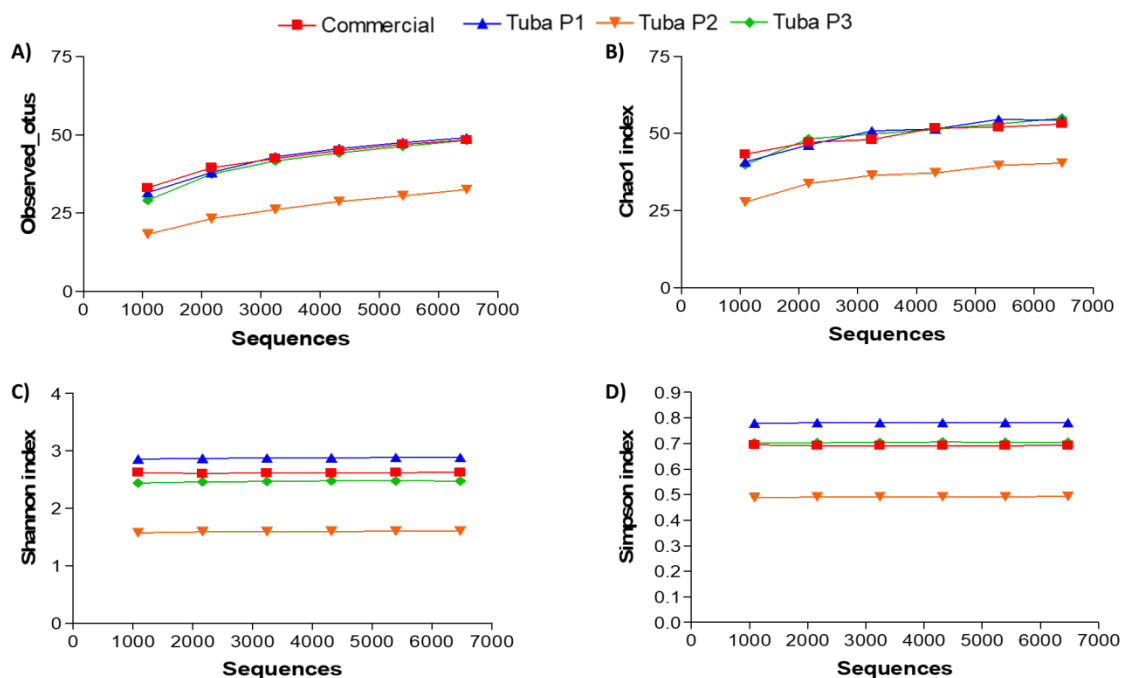 Commercial Tuba P1 Tuba P2 Tuba P3
A)
75
50
25
0
Observed_otus
0 1000 2000 3000 4000 5000 6000 7000
Sequences
B)
75
50
25
0
Chao1 index
0 1000 2000 3000 4000 5000 6000 7000
Sequences
C)
4
3
2
1
0
Shannon index
0 1000 2000 3000 4000 5000 6000 7000
Sequences
D)
0.9
0.8
0.7
0.6
0.5
0.4
0.3
0.2
0.1
0.0
Simpson index
0 1000 2000 3000 4000 5000 6000 7000
Sequences